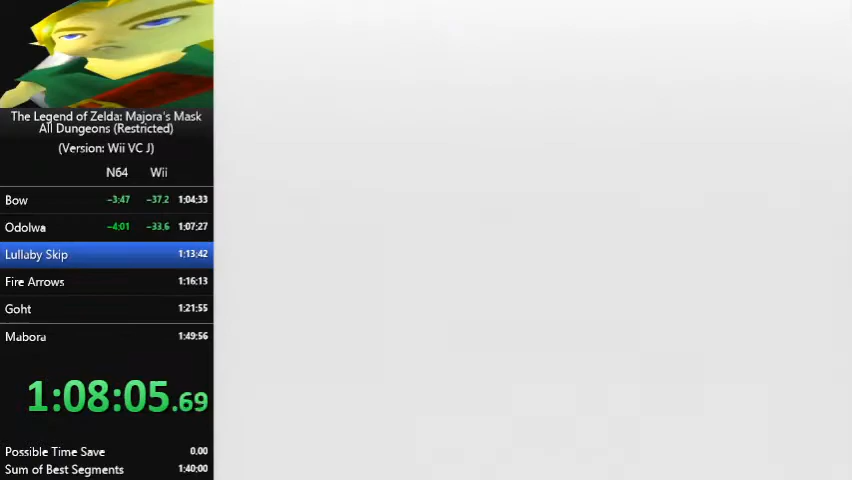 The Legend of Zelda: Majora's Mask
All Dungeons (Restricted)
(Version: Wii VC J)
N64 Wii
Bow −3:47 −37.2 1:04:33
Odolwa −4:01 −33.6 1:07:27
Lullaby Skip 1:13:42
Fire Arrows 1:16:13
Goht 1:21:55
Mabora 1:49:56
1:08:05.69
Possible Time Save 0.00
Sum of Best Segments 1:40:00